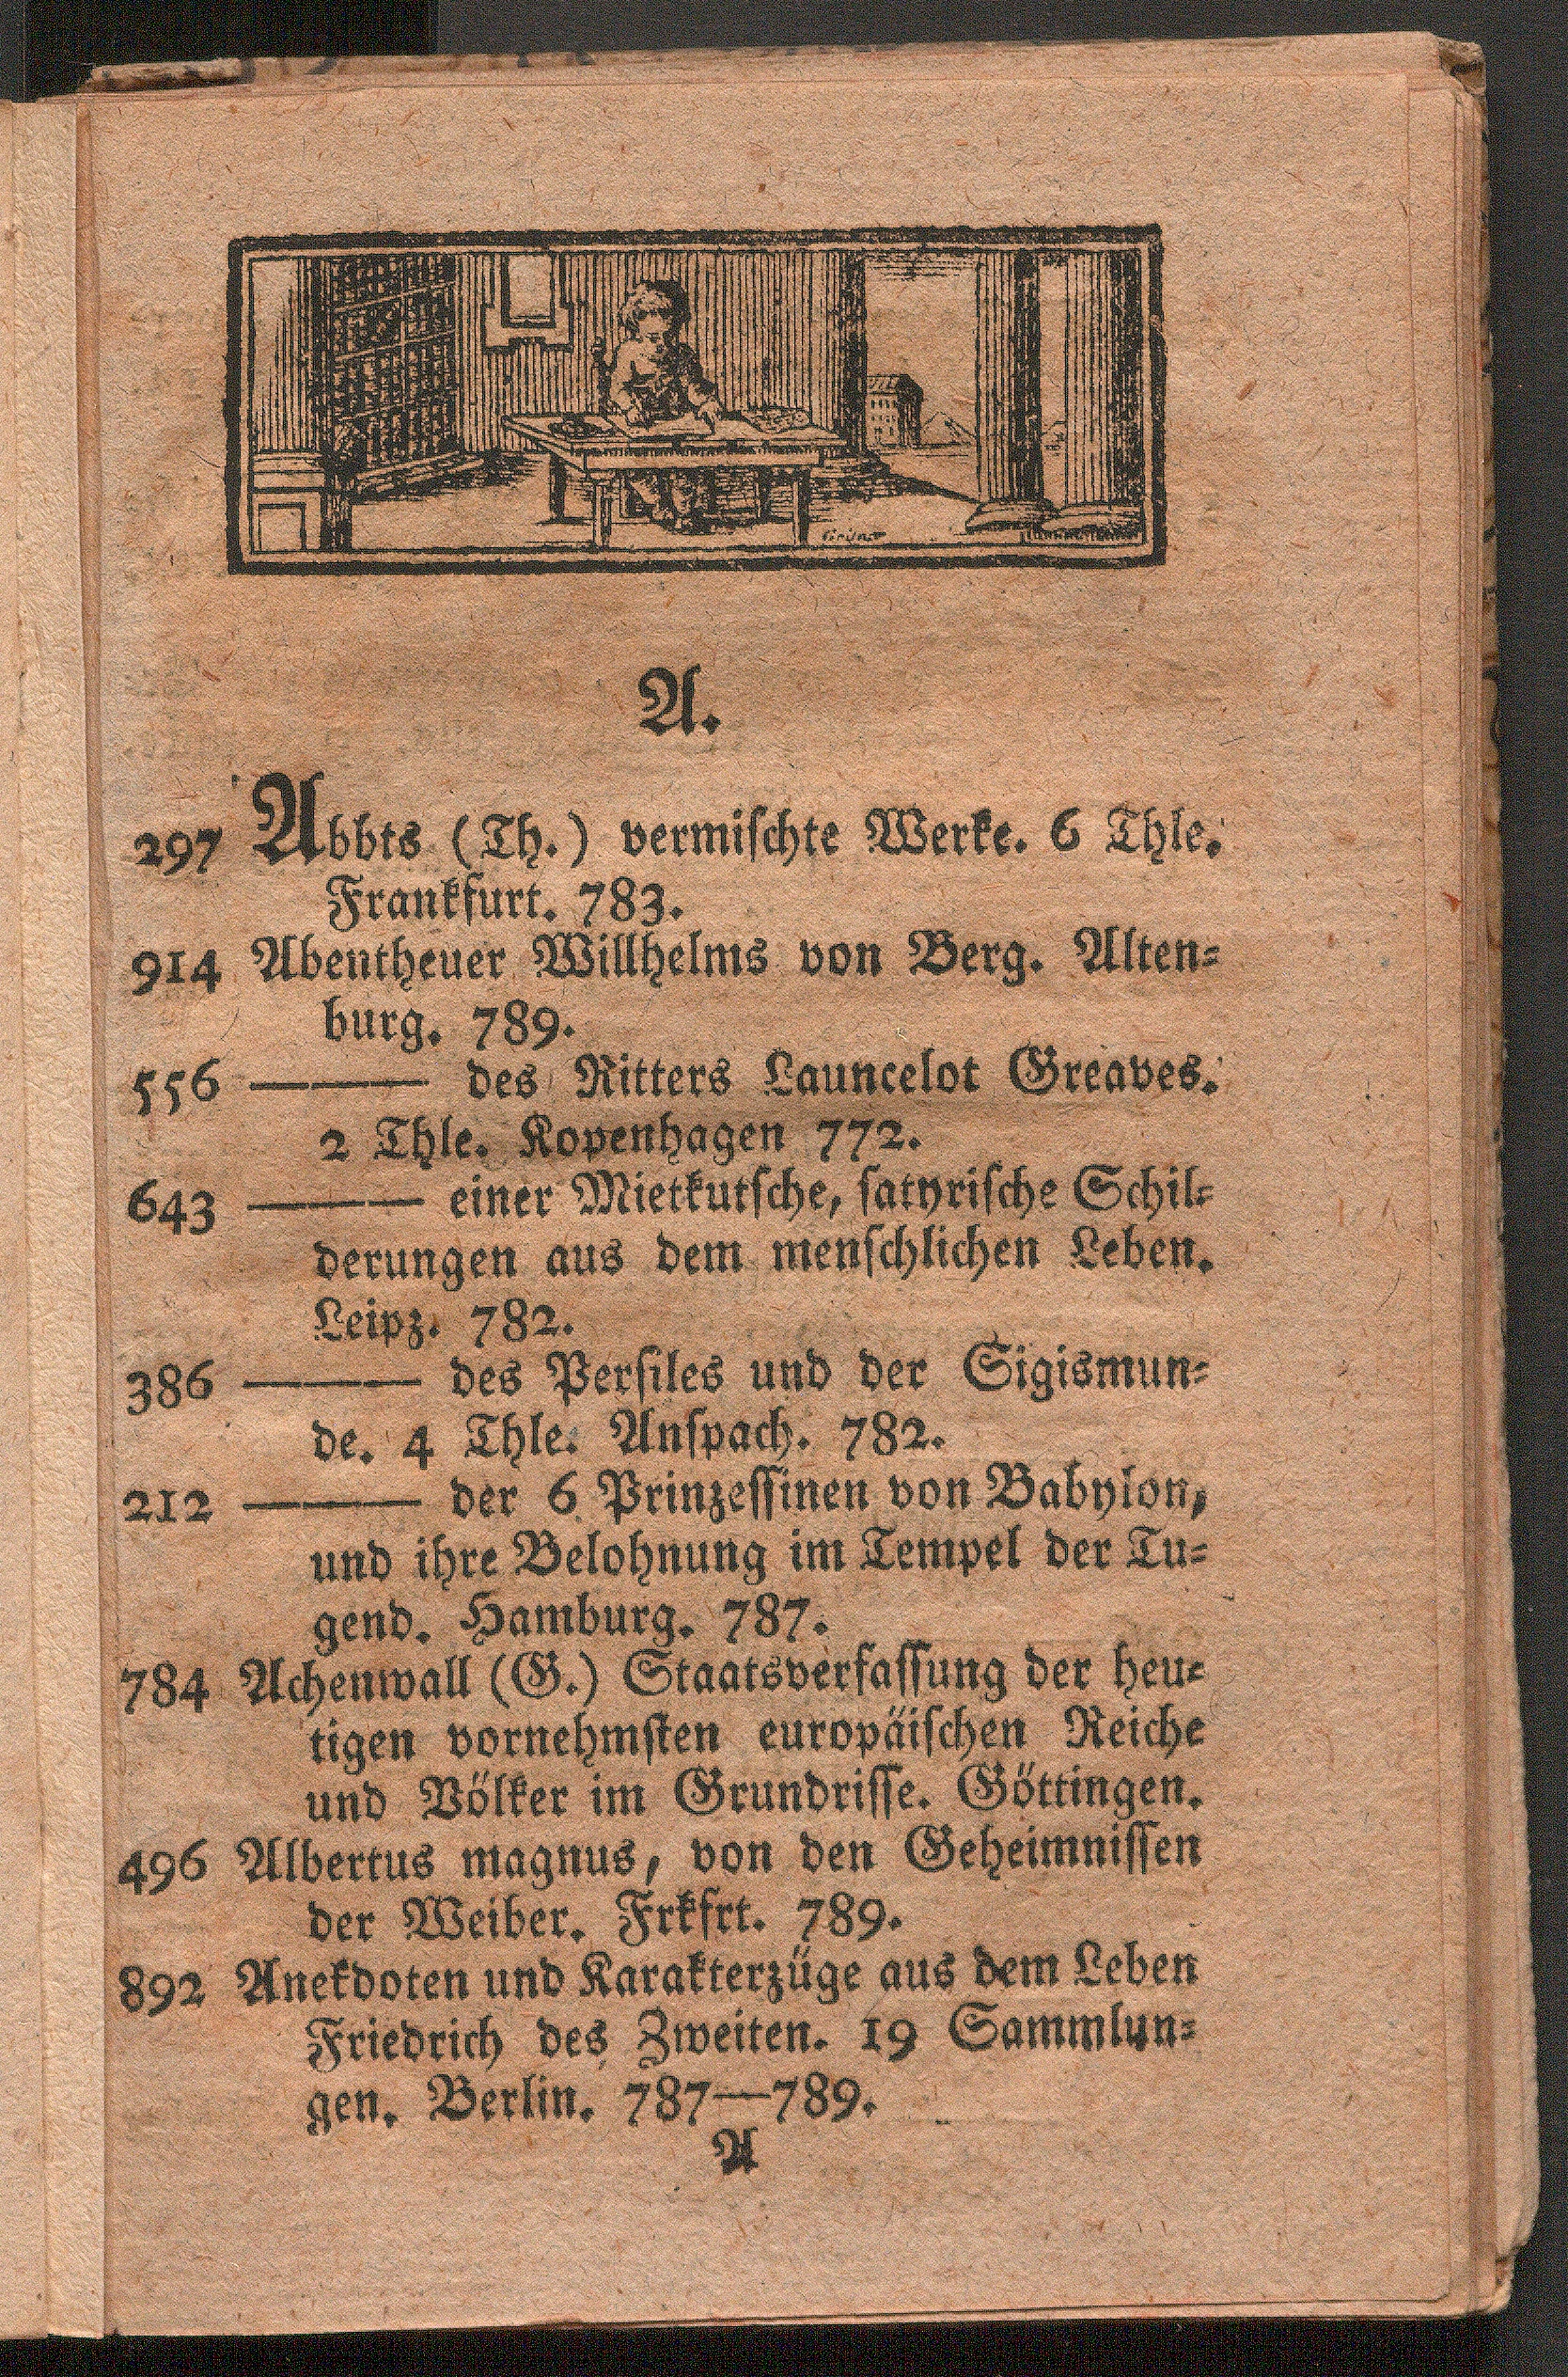 A.
297 Abbts (Th.) vermischte Werke. 6 Thle.
Frankfurt. 783.
914 Abentheuer Willhelms von Berg. Alten-
burg. 789.
556 ——— des Ritters Launcelot Greaves.
2 Thle. Kopenhagen 772.
643 ——— einer Mietkutsche, satyrische Schil-
derungen aus dem menschlichen Leben.
Leipz. 782.
386 ——— des Persiles und der Sigismun-
de. 4 Thle. Anspach. 782.
212 ——— der 6 Prinzessinen von Babylon,
und ihre Belohnung im Tempel der Tu-
gend. Hamburg. 787.
784 Achenwall (G.) Staatsverfassung der heu-
tigen vornehmsten europäischen Reiche
und Völker im Grundrisse. Göttingen.
496 Albertus magnus, von den Geheimnissen
der Weiber. Frkfrt. 789.
892 Anekdoten und Karakterzüge aus dem Leben
Friedrich des Zweiten. 19 Sammlun-
gen. Berlin. 787—789.
A